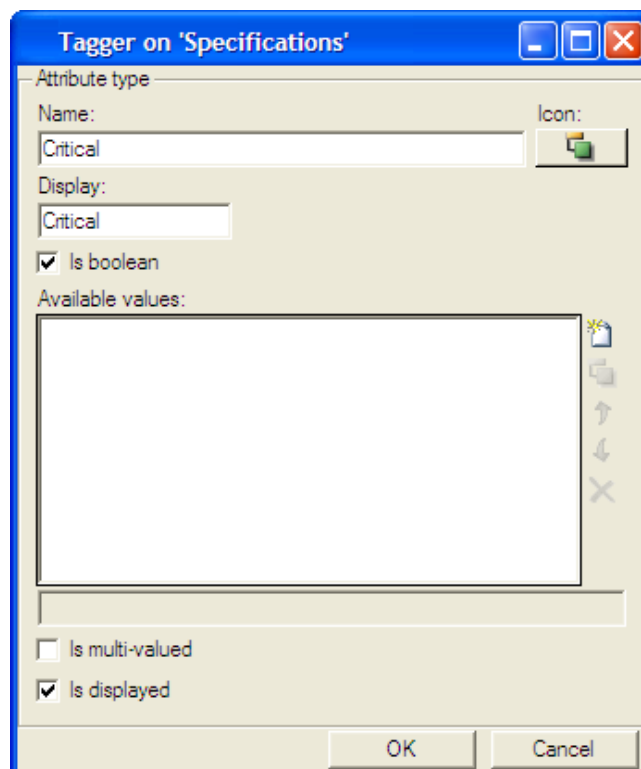 Tagger on 'Specifications'
Attribute type
Name:
Icon:
Critical
Display:
Critical
Is boolean
Available values:
Is multi-valued
Is displayed
OK
Cancel